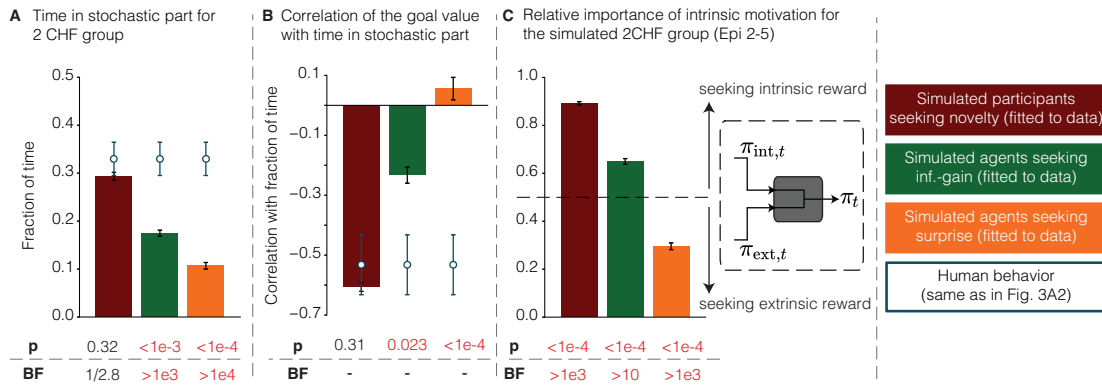 A Time in stochastic part for
2 CHF group
Fraction of time
0.5
0.4
0.3
0.2
0.1
0.0
p 0.32 <1e-3 <1e-4
BF 1/2.8 >1e3 >1e4
B Correlation of the goal value
with time in stochastic part
Correlation with fraction of time
0.1
−0.1
−0.3
−0.5
−0.7
p 0.31 0.023 <1e-4
BF - - -
C Relative importance of intrinsic motivation for
the simulated 2CHF group (Epi 2-5)
1.0
0.8
0.6
0.4
0.2
0.0
seeking intrinsic reward
π_int,t
π_t
π_ext,t
seeking extrinsic reward
p <1e-4 <1e-4 <1e-4
BF >1e3 >10 >1e3
Simulated participants
seeking novelty (fitted to data)
Simulated agents seeking
inf.-gain (fitted to data)
Simulated agents seeking
surprise (fitted to data)
Human behavior
(same as in Fig. 3A2)